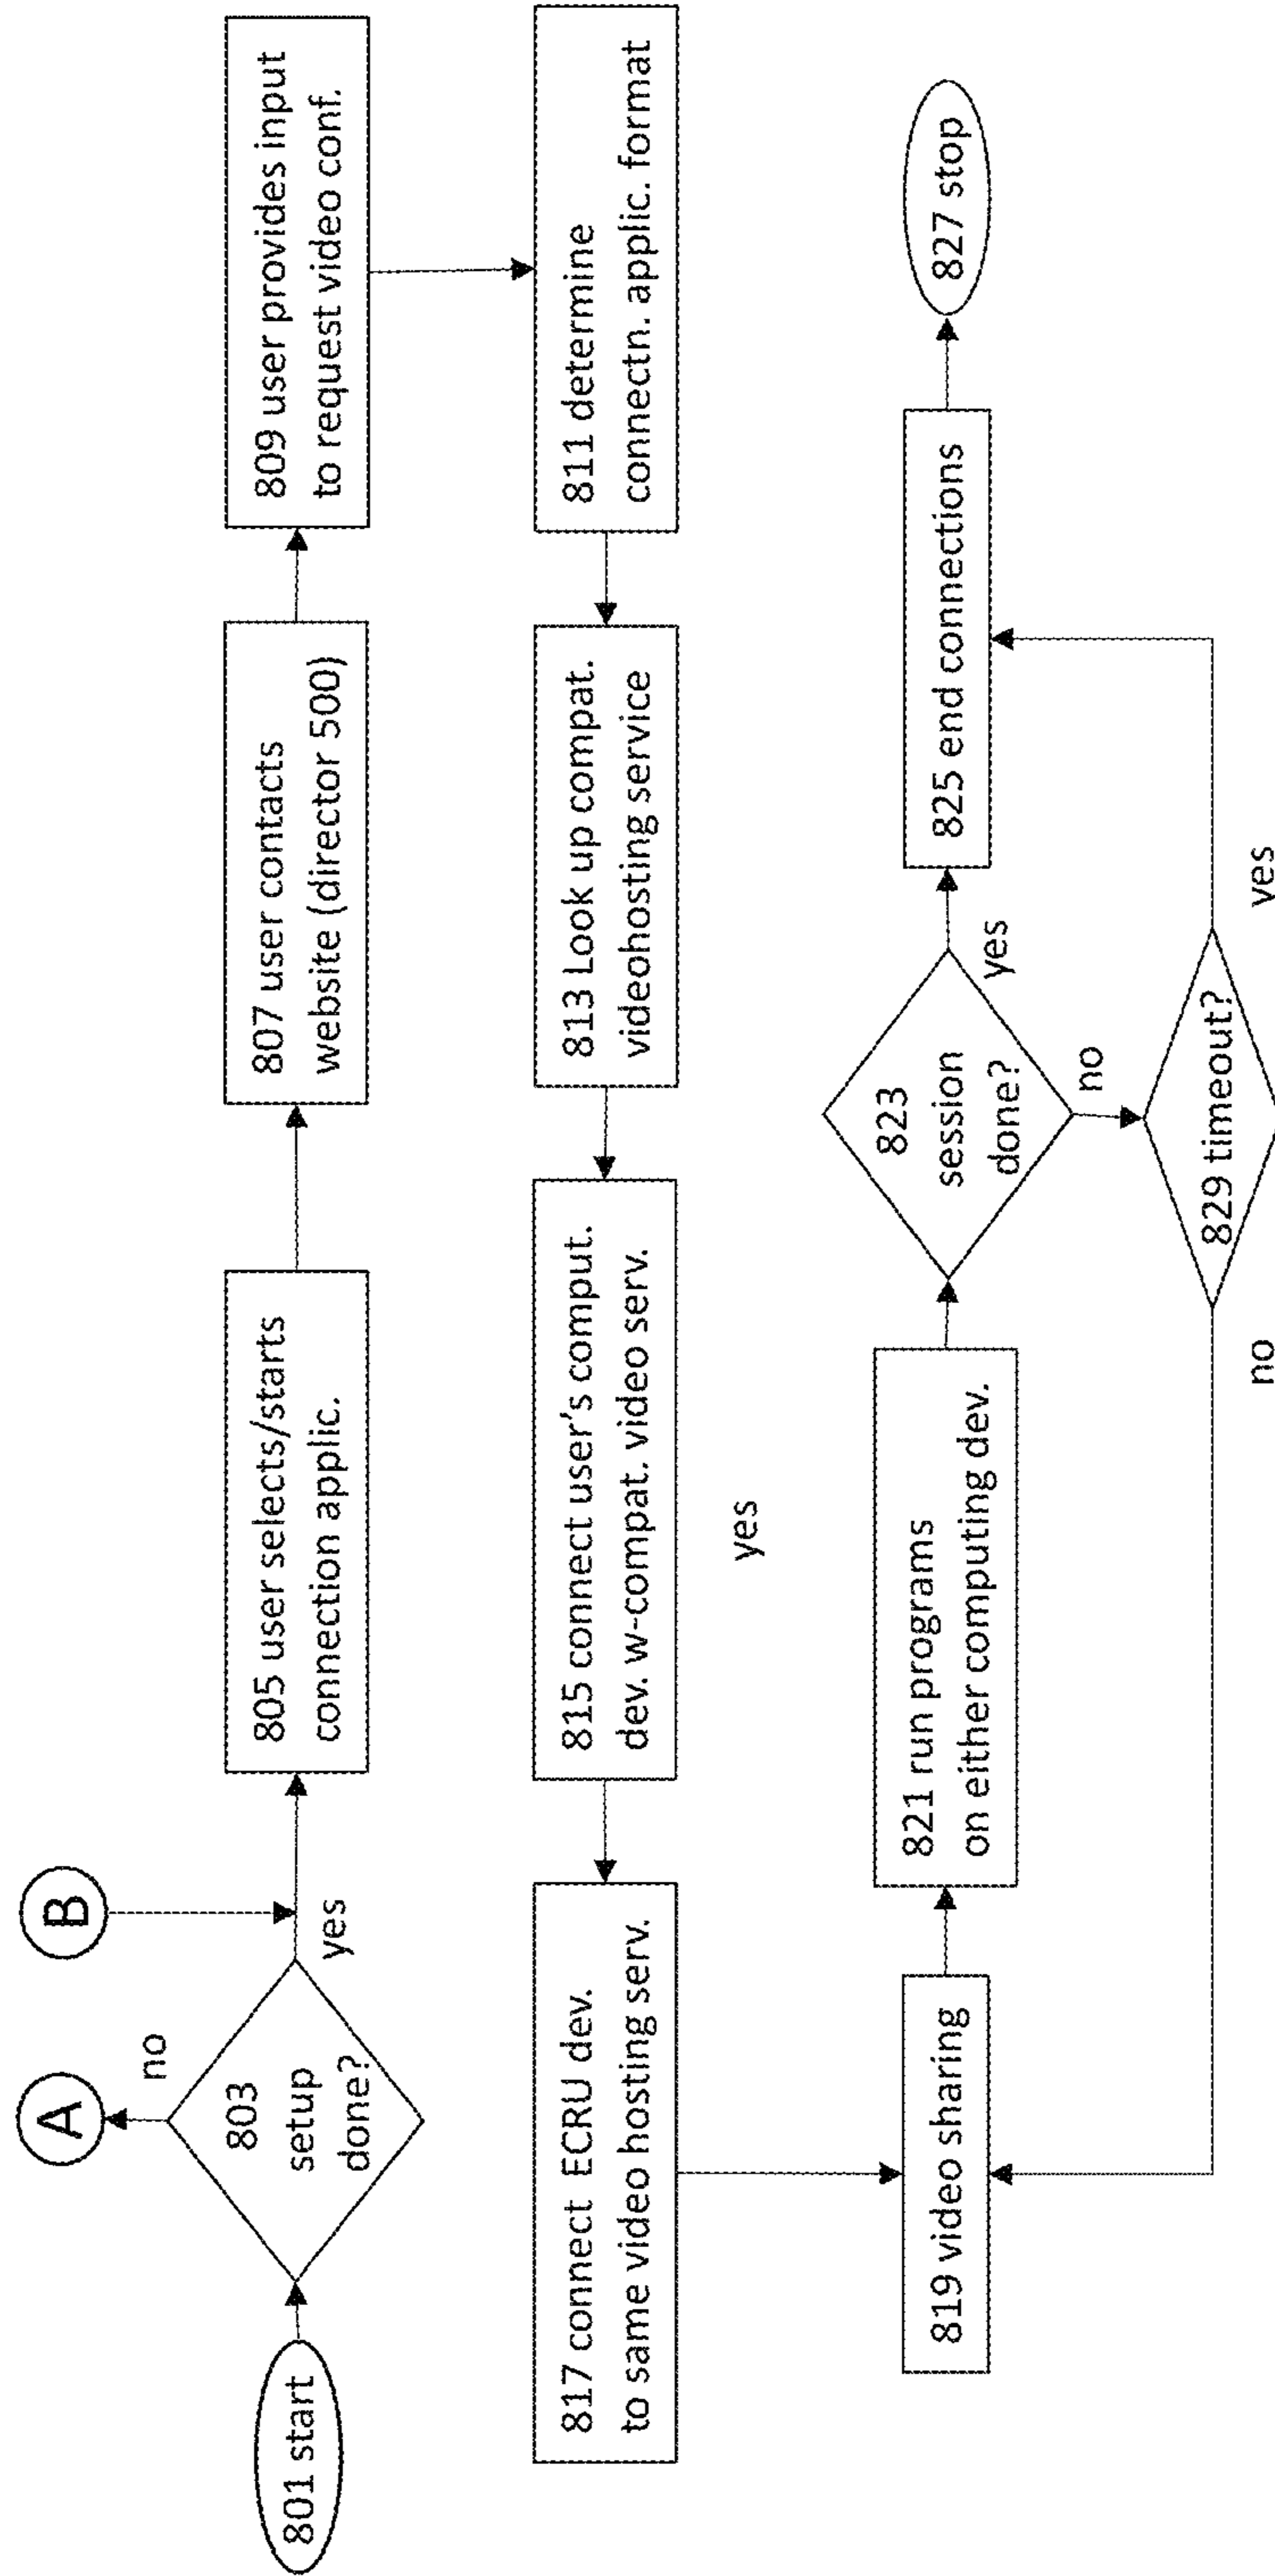 A
B
801 start
803
setup
done?
no
yes
805 user selects/starts
connection applic.
807 user contacts
website (director 500)
809 user provides input
to request video conf.
811 determine
connectn. applic. format
813 Look up compat.
videohosting service
815 connect user's comput.
dev. w-compat. video serv.
817 connect ECRU dev.
to same video hosting serv.
yes
819 video sharing
821 run programs
on either computing dev.
823
session
done?
yes
no
825 end connections
827 stop
829 timeout?
no
yes